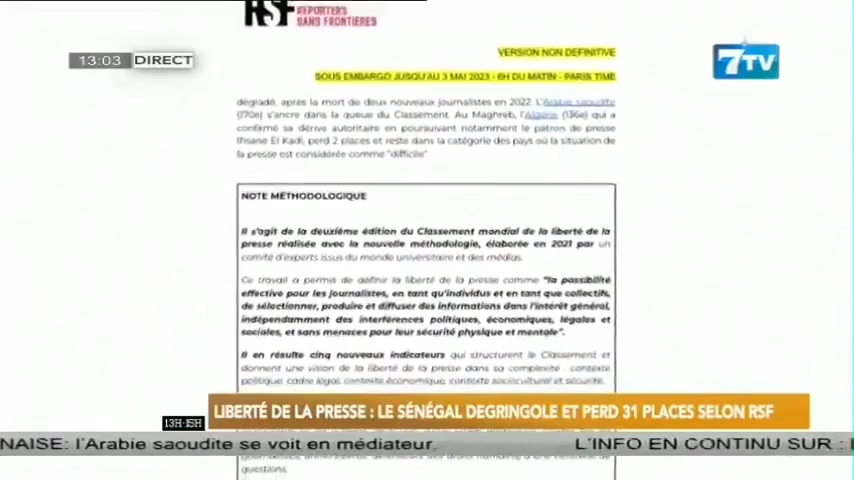 RSF REPORTERS
SANS FRONTIÈRES
13:03 DIRECT
VERSION NON DEFINITIVE
7TV
SOUS EMBARGO JUSQU'AU 3 MAI 2023 - 6H DU MATIN - PARIS TIME
dégradé, après la mort de deux nouveaux journalistes en 2022. L'Arabie saoudite
(170e) s'ancre dans la queue du Classement. Au Maghreb, l'Algérie (136e) qui a
confirmé sa dérive autoritaire en poursuivant notamment le patron de presse
Ihsane El Kadi, perd 2 places et reste dans la catégorie des pays où la situation de
la presse est considérée comme "difficile"
NOTE MÉTHODOLOGIQUE
Il s'agit de la deuxième édition du Classement mondial de la liberté de la
presse réalisée avec la nouvelle méthodologie, élaborée en 2021 par un
comité d'experts issus du monde universitaire et des médias.
Ce travail a permis de définir la liberté de la presse comme "la possibilité
effective pour les journalistes, en tant qu'individus et en tant que collectifs,
de sélectionner, produire et diffuser des informations dans l'intérêt général,
indépendamment des interférences politiques, économiques, légales et
sociales, et sans menaces pour leur sécurité physique et mentale".
Il en résulte cinq nouveaux indicateurs qui structurent le Classement et
donnent une vision de la liberté de la presse dans sa complexité : contexte
politique, cadre légal, contexte économique, contexte socioculturel et sécurité.
LIBERTÉ DE LA PRESSE : LE SÉNÉGAL DEGRINGOLE ET PERD 31 PLACES SELON RSF
13H-15H
NAISE: l'Arabie saoudite se voit en médiateur. L'INFO EN CONTINU SUR :
questions.